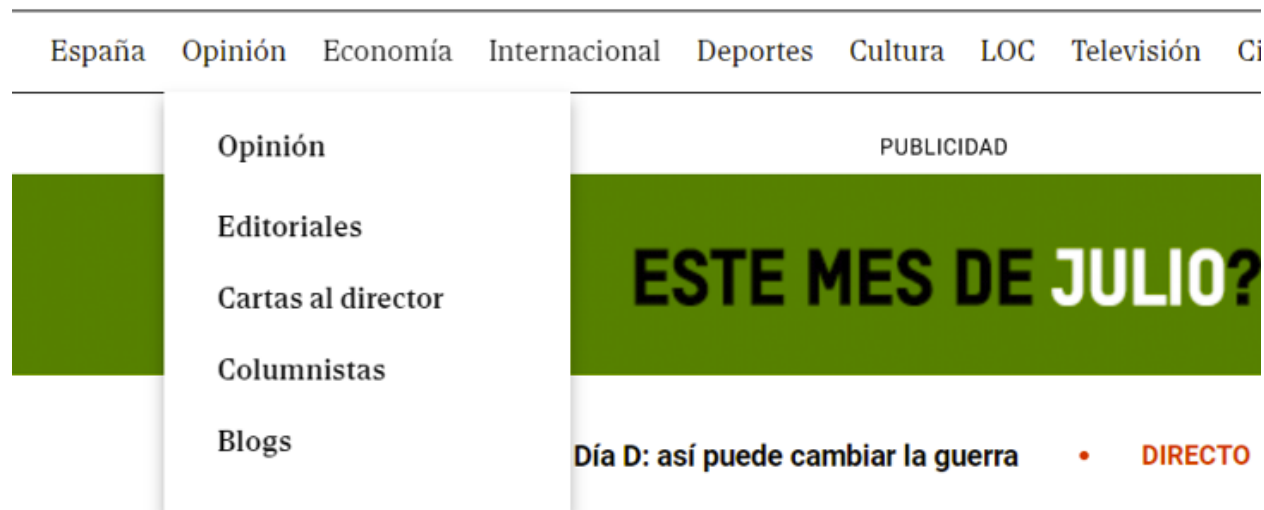 España Opinión Economía Internacional Deportes Cultura LOC Televisión Ci
Opinión
Editoriales
Cartas al director
Columnistas
Blogs
PUBLICIDAD
ESTE MES DE JULIO?
Día D: así puede cambiar la guerra • DIRECTO